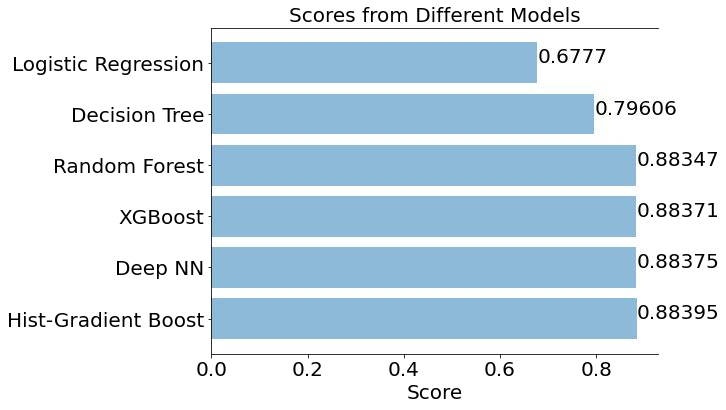 Scores from Different Models
Logistic Regression 0.6777
Decision Tree 0.79606
Random Forest 0.88347
XGBoost 0.88371
Deep NN 0.88375
Hist-Gradient Boost 0.88395
0.0 0.2 0.4 0.6 0.8
Score